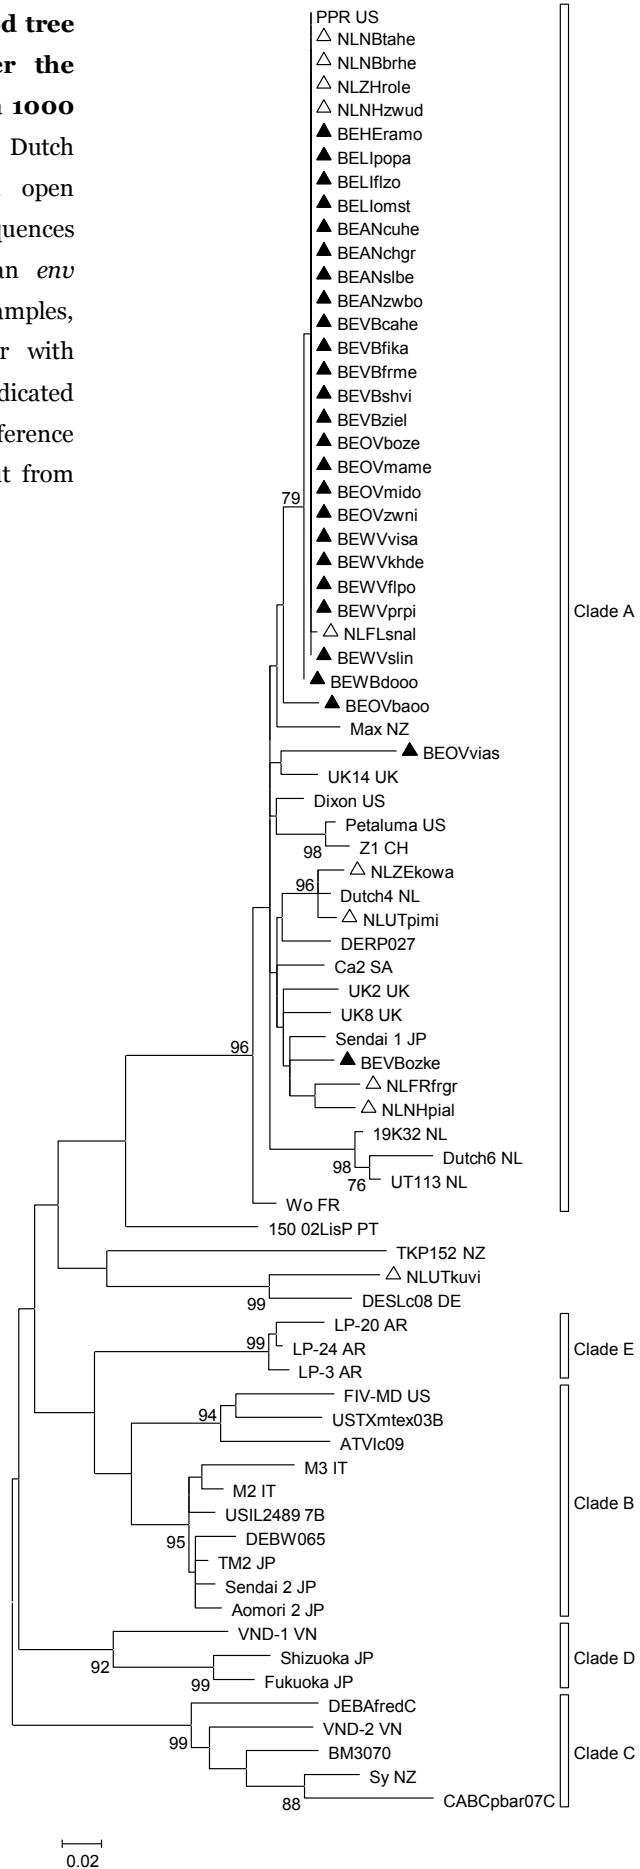 od tree
er the
1000
Dutch
open
quences
an env
amples,
r with
dicated
ference
t from
PPR US
NLNBtahe
NLNBbrhe
NLZHrole
NLNHzwud
BEHEramo
BELIpopa
BELIflzo
BELIomst
BEANcuhe
BEANchgr
BEANslbe
BEANzwbo
BEVBcahe
BEVBfika
BEVBfrme
BEVBshvi
BEVBziel
BEOVboze
BEOVmame
BEOVmido
BEOVzwni
79
BEWVvisa
BEWVkhde
BEWVflpo
BEWVprpi
Clade A
NLFLsnal
BEWVslin
BEWBdooo
BEOVbaoo
Max NZ
BEOVvias
UK14 UK
Dixon US
Petaluma US
Z1 CH
98
NLZEkowa
96
Dutch4 NL
NLUTpimi
DERP027
Ca2 SA
UK2 UK
UK8 UK
Sendai 1 JP
96
BEVBozke
NLFRfrgr
NLNHpial
19K32 NL
Dutch6 NL
98
76
UT113 NL
Wo FR
150 02LisP PT
TKP152 NZ
NLUTkuvi
99
DESLc08 DE
LP-20 AR
99
LP-24 AR
Clade E
LP-3 AR
FIV-MD US
94
USTXmtex03B
ATVlc09
M3 IT
M2 IT
Clade B
USIL2489 7B
95
DEBW065
TM2 JP
Sendai 2 JP
Aomori 2 JP
VND-1 VN
92
Shizuoka JP
Clade D
99
Fukuoka JP
DEBAfredC
VND-2 VN
99
BM3070
Clade C
Sy NZ
88
CABCpbar07C
0.02